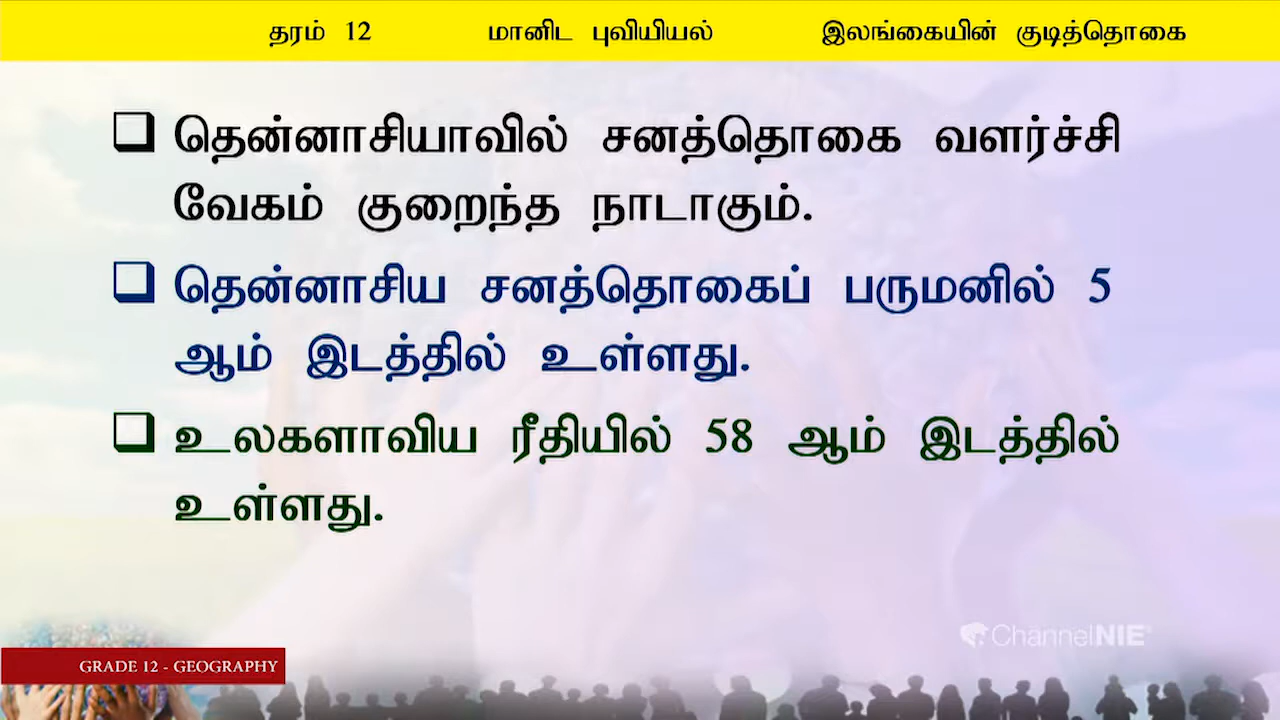 தரம் 12 மானிட புவியியல் இலங்கையின் குடித்தொகை
தென்னாசியாவில் சனத்தொகை வளர்ச்சி
வேகம் குறைந்த நாடாகும்.
தென்னாசிய சனத்தொகைப் பருமனில் 5
ஆம் இடத்தில் உள்ளது.
உலகளாவிய ரீதியில் 58 ஆம் இடத்தில்
உள்ளது.
ChannelNIE
GRADE 12 - GEOGRAPHY